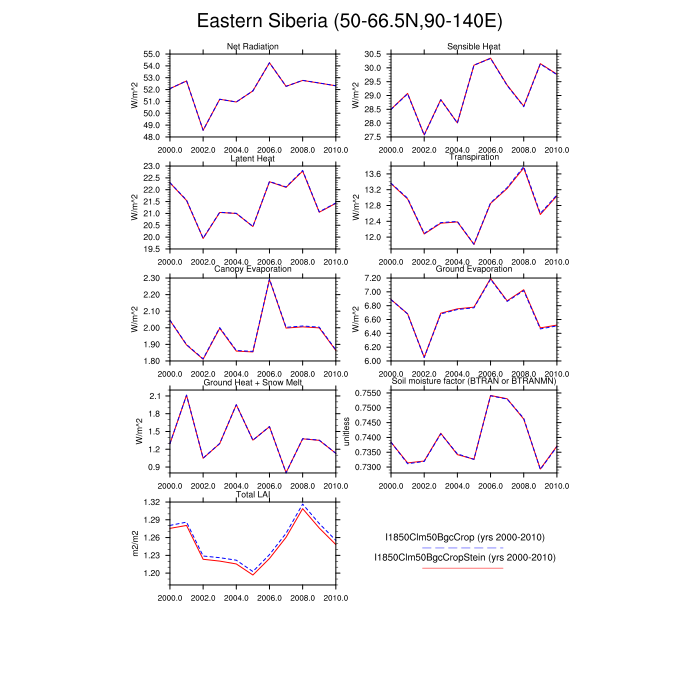 Eastern Siberia (50-66.5N,90-140E)
Net Radiation
W/m^2
55.0
54.0
53.0
52.0
51.0
50.0
49.0
48.0
2000.0 2002.0 2004.0 2006.0 2008.0 2010.0
Sensible Heat
W/m^2
30.5
30.0
29.5
29.0
28.5
28.0
27.5
2000.0 2002.0 2004.0 2006.0 2008.0 2010.0
Latent Heat
W/m^2
23.0
22.5
22.0
21.5
21.0
20.5
20.0
19.5
2000.0 2002.0 2004.0 2006.0 2008.0 2010.0
Transpiration
W/m^2
13.6
13.2
12.8
12.4
12.0
2000.0 2002.0 2004.0 2006.0 2008.0 2010.0
Canopy Evaporation
W/m^2
2.30
2.20
2.10
2.00
1.90
1.80
2000.0 2002.0 2004.0 2006.0 2008.0 2010.0
Ground Evaporation
W/m^2
7.20
7.00
6.80
6.60
6.40
6.20
6.00
2000.0 2002.0 2004.0 2006.0 2008.0 2010.0
Ground Heat + Snow Melt
W/m^2
2.1
1.8
1.5
1.2
0.9
2000.0 2002.0 2004.0 2006.0 2008.0 2010.0
Soil moisture factor (BTRAN or BTRANMN)
unitless
0.7550
0.7500
0.7450
0.7400
0.7350
0.7300
2000.0 2002.0 2004.0 2006.0 2008.0 2010.0
Total LAI
m2/m2
1.32
1.29
1.26
1.23
1.20
2000.0 2002.0 2004.0 2006.0 2008.0 2010.0
I1850Clm50BgcCrop (yrs 2000-2010)
I1850Clm50BgcCropStein (yrs 2000-2010)